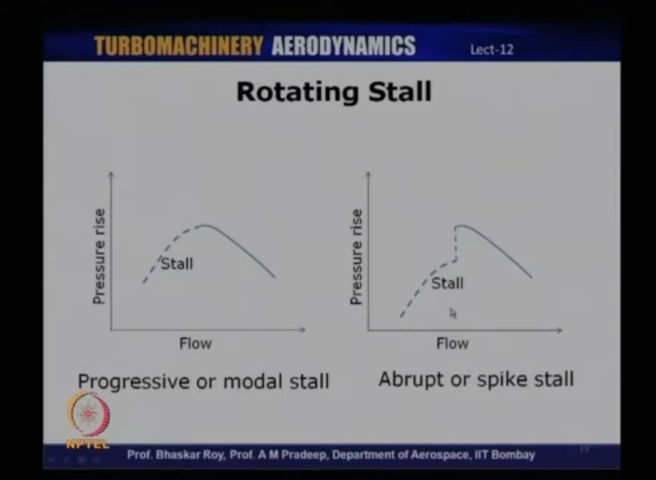 TURBOMACHINERY AERODYNAMICS Lect-12
Rotating Stall
Pressure rise
Stall
Flow
Progressive or modal stall
Pressure rise
Stall
Flow
Abrupt or spike stall
NPTEL
Prof. Bhaskar Roy, Prof. A M Pradeep, Department of Aerospace, IIT Bombay